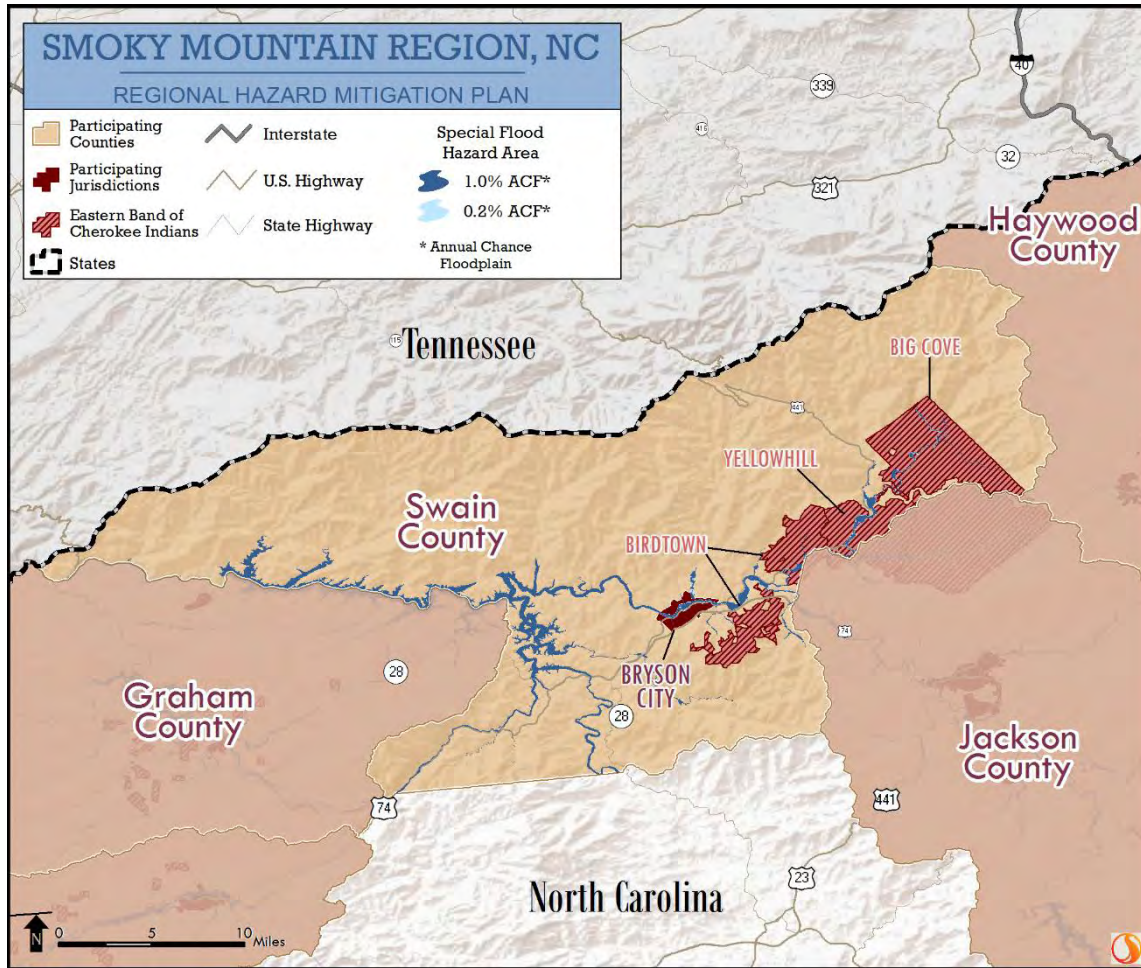 SMOKY MOUNTAIN REGION, NC
REGIONAL HAZARD MITIGATION PLAN
Participating
Counties
Participating
Jurisdictions
Eastern Band of
Cherokee Indians
States
Interstate
U.S. Highway
State Highway
Special Flood
Hazard Area
1.0% ACF*
0.2% ACF*
* Annual Chance
Floodplain
40
339
416
32
321
Haywood
County
115
Tennessee
BIG COVE
441
YELLOWHILL
Swain
County
BIRDTOWN
74
28
BRYSON
CITY
28
Graham
County
Jackson
County
74
441
23
North Carolina
N
0 5 10
Miles